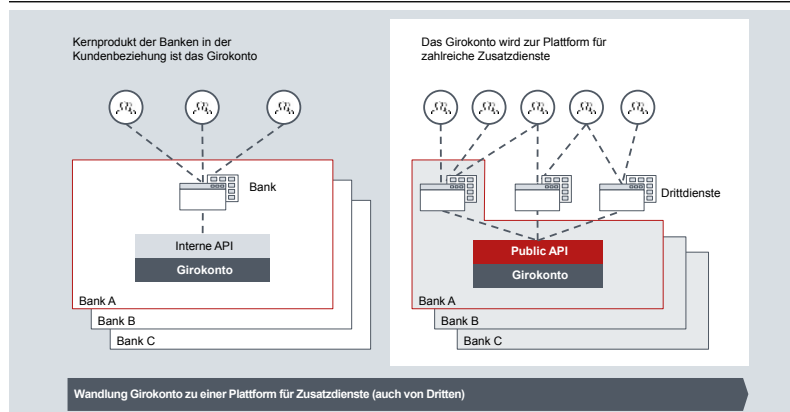 Kernprodukt der Banken in der
Kundenbeziehung ist das Girokonto
Bank
Interne API
Girokonto
Bank A
Bank B
Bank C
Das Girokonto wird zur Plattform für
zahlreiche Zusatzdienste
Drittdienste
Public API
Girokonto
Bank A
Bank B
Bank C
Wandlung Girokonto zu einer Plattform für Zusatzdienste (auch von Dritten)